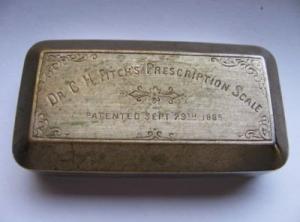 DR. C. H. FITCH'S PRESCRIPTION SCALE
PATENTED SEPT. 29TH. 1885